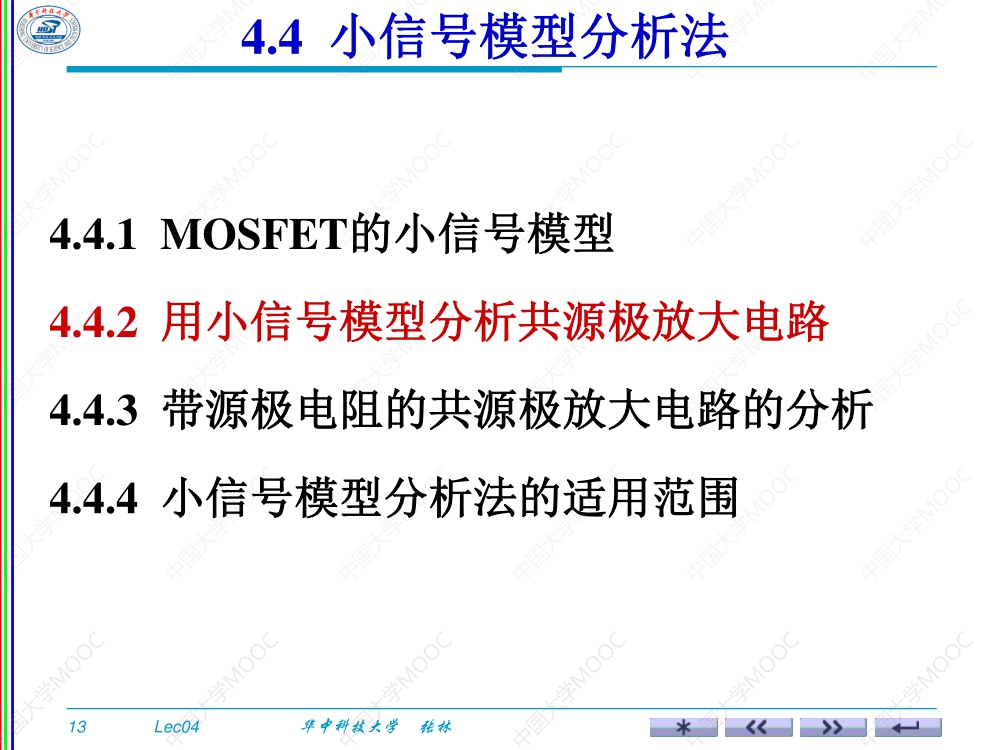 4.4 小信号模型分析法
4.4.1 MOSFET的小信号模型
4.4.2 用小信号模型分析共源极放大电路
4.4.3 带源极电阻的共源极放大电路的分析
4.4.4 小信号模型分析法的适用范围
13 Lec04 华中科技大学 张林
中国大学MOOC